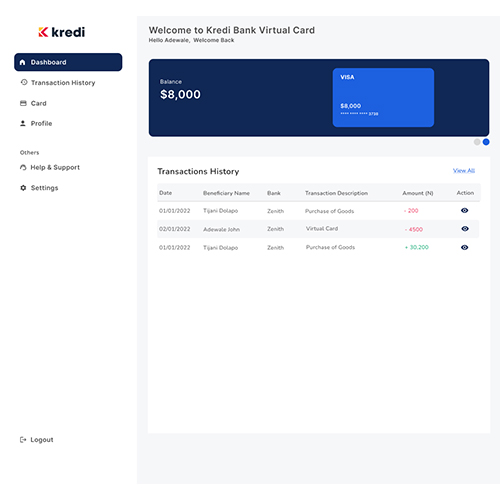 kredi
Dashboard
Transaction History
Card
Profile
Others
Help & Support
Settings
Logout
Welcome to Kredi Bank Virtual Card
Hello Adewale, Welcome Back
Balance
$8,000
VISA
$8,000
**** **** **** 3738
Transactions History
View All
Date Beneficiary Name Bank Transaction Description Amount (N) Action
01/01/2022 Tijani-Dolapo Zenith Purchase of Goods - 200
02/01/2022 Adewale John Zenith Virtual Card - 4500
01/01/2022 Tijani-Dolapo Zenith Purchase of Goods + 30,200